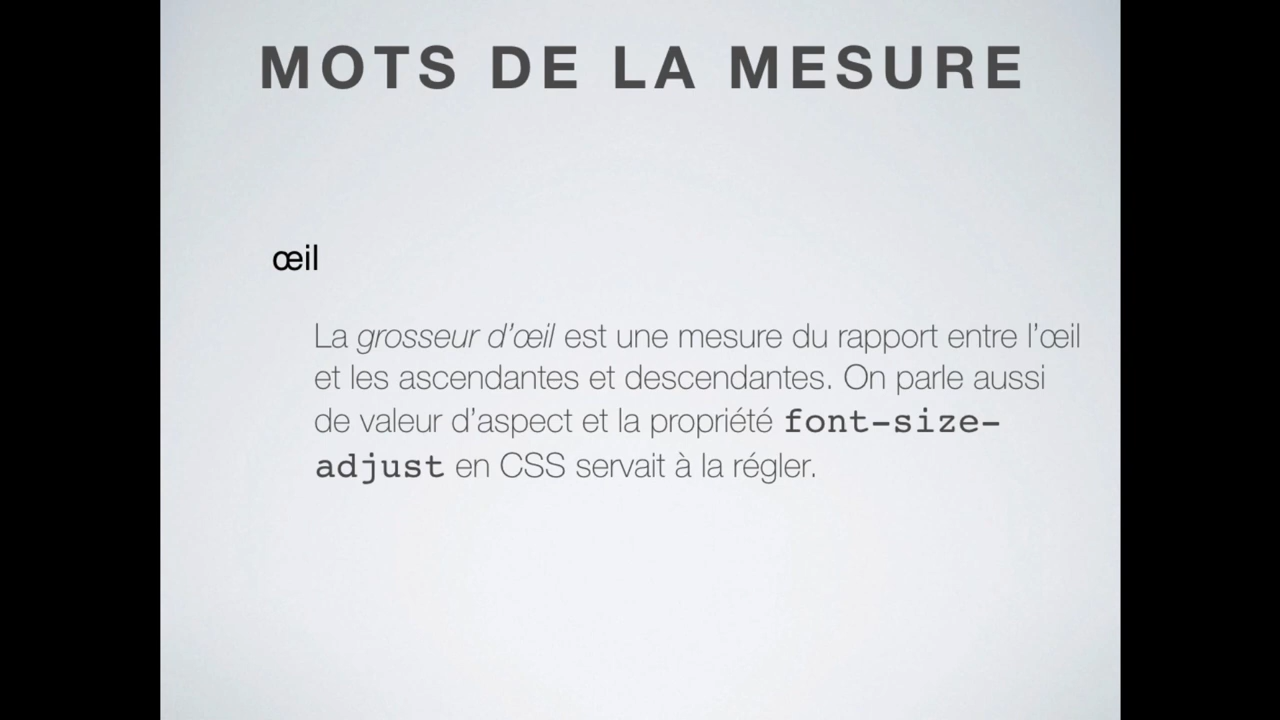 MOTS DE LA MESURE
œil
La grosseur d’œil est une mesure du rapport entre l’œil
et les ascendantes et descendantes. On parle aussi
de valeur d’aspect et la propriété font-size-
adjust en CSS servait à la régler.